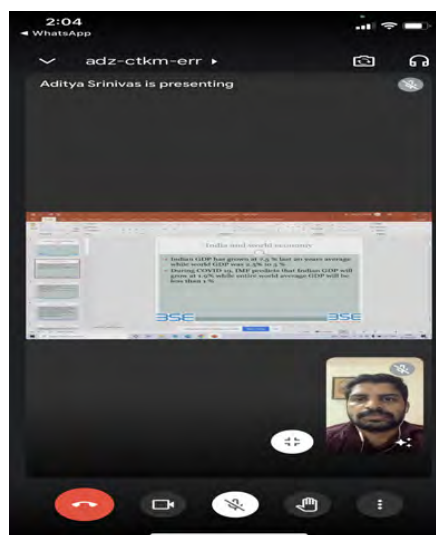 2:04
WhatsApp
adz-ctkm-err
Aditya Srinivas is presenting
India and world economy
Indian GDP has grown at 7.5 % last 20 years average
while world GDP was 2.5% to 3 %
During COVID 19, IMF predicts that Indian GDP will
grow at 1.9% while entire world average GDP will be
less than 1 %
BSE BSE